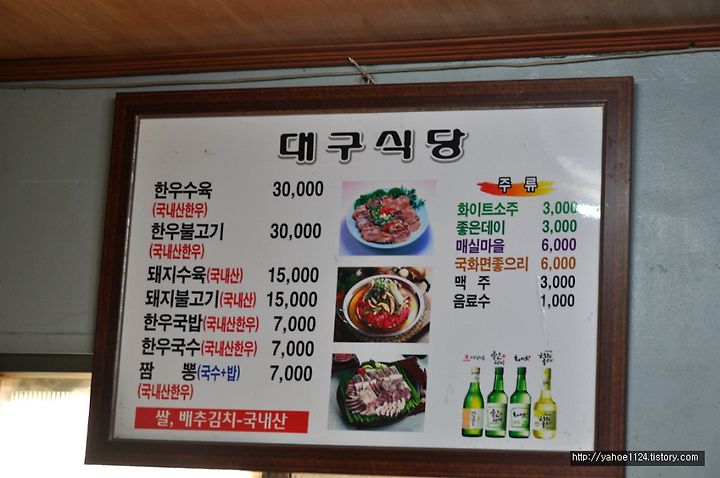 대구식당
한우수육 30,000
(국내산한우)
한우불고기 30,000
(국내산한우)
돼지수육(국내산) 15,000
돼지불고기(국내산) 15,000
한우국밥(국내산한우) 7,000
한우국수(국내산한우) 7,000
짬 뽕(국수+밥) 7,000
(국내산한우)
쌀, 배추김치-국내산
주 류
화이트소주 3,000
좋은데이 3,000
매실마을 6,000
국화면좋으리 6,000
맥 주 3,000
음료수 1,000
http://yahoe1124.tistory.com